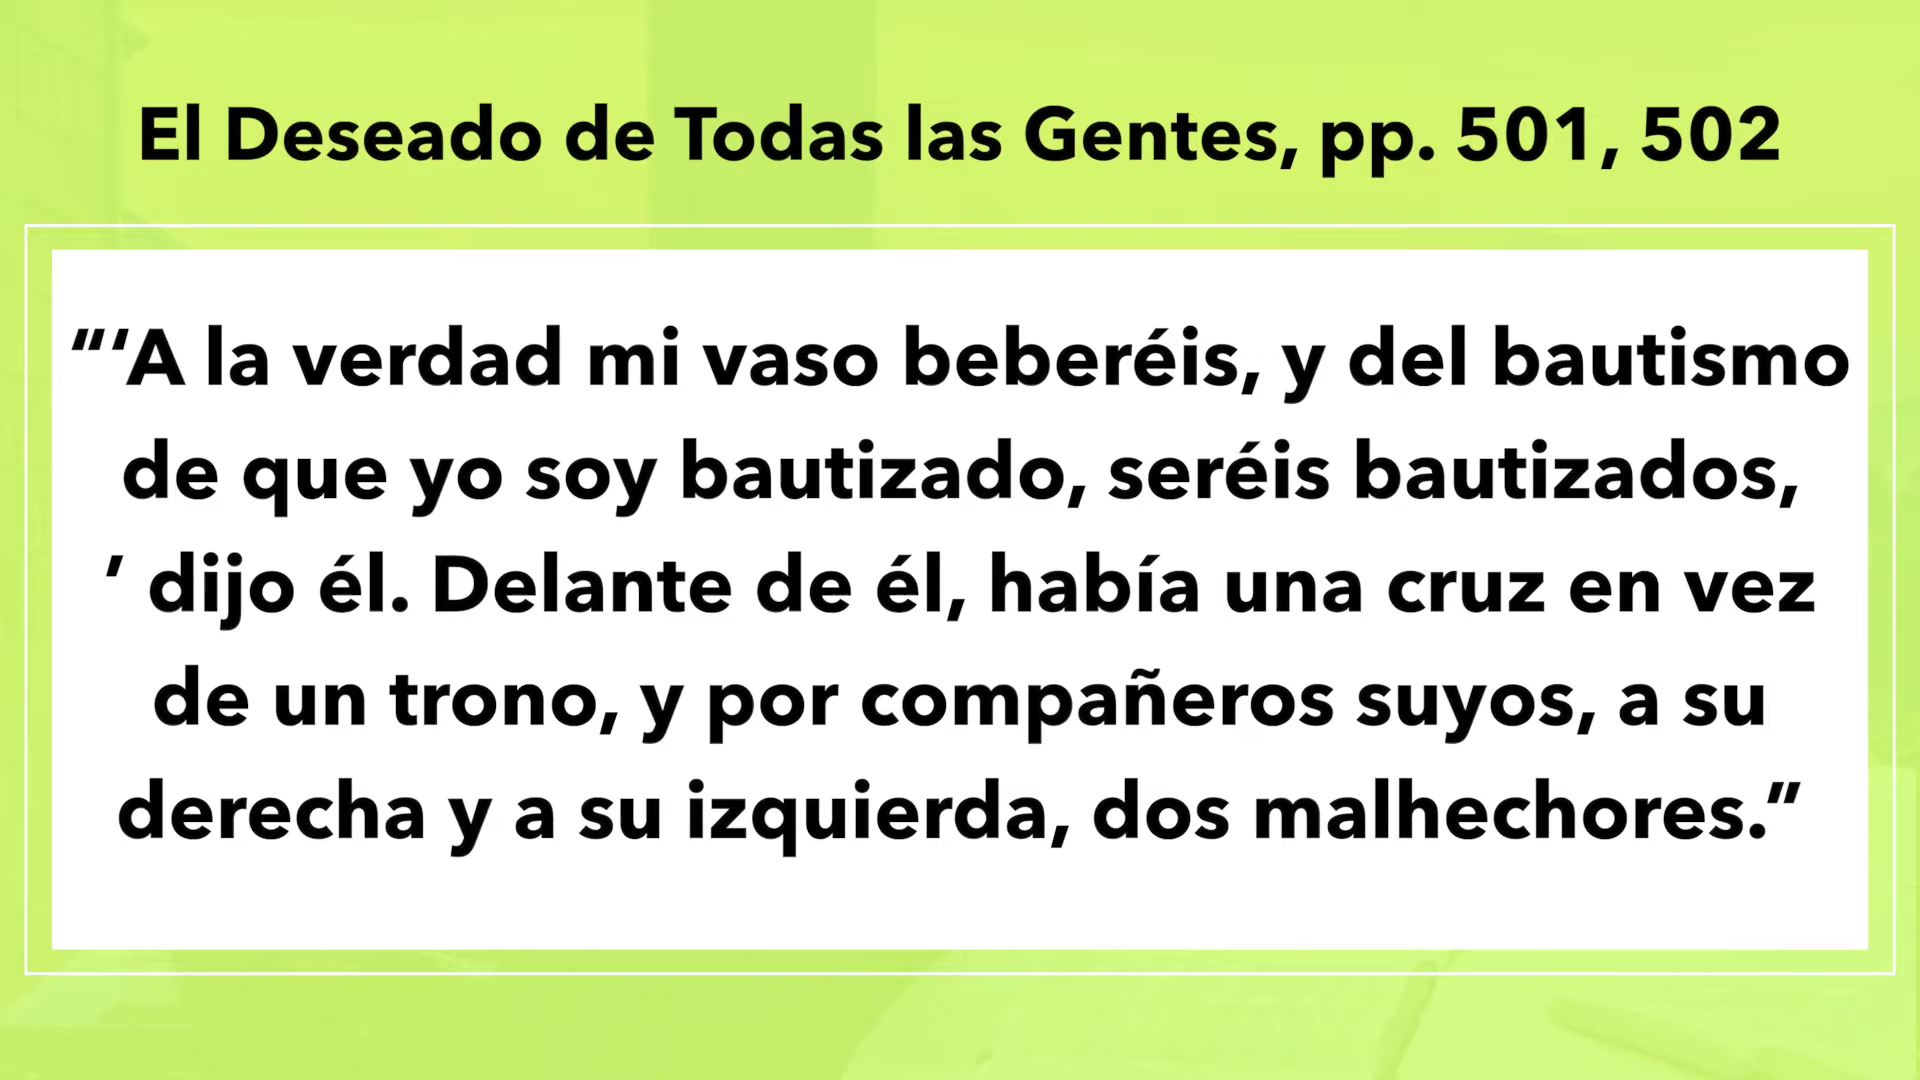 El Deseado de Todas las Gentes, pp. 501, 502
“‘A la verdad mi vaso beberéis, y del bautismo
de que yo soy bautizado, seréis bautizados,
’ dijo él. Delante de él, había una cruz en vez
de un trono, y por compañeros suyos, a su
derecha y a su izquierda, dos malhechores.”